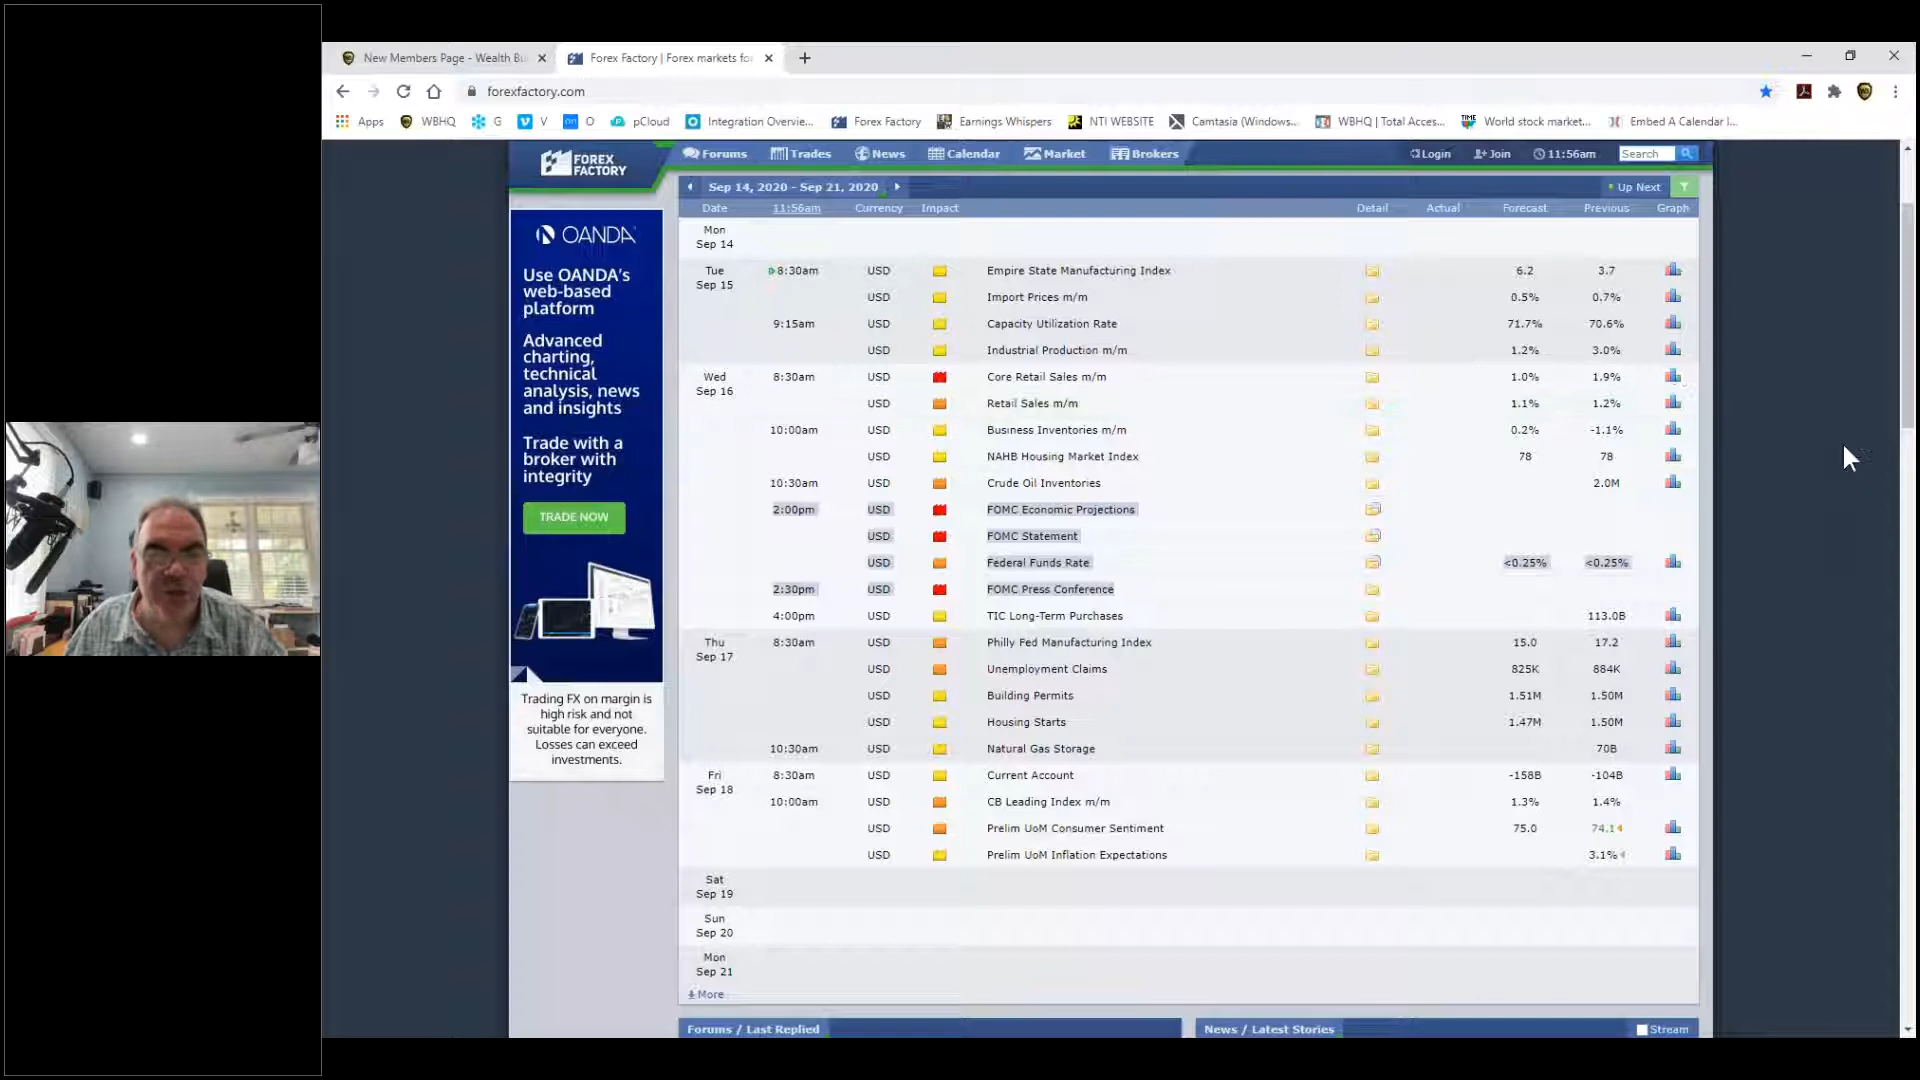 New Members Page - Wealth Bu
Forex Factory | Forex markets for
forexfactory.com
Apps WBHQ G V on O pCloud Integration Overvie... Forex Factory Earnings Whispers NTI WEBSITE Camtasia (Windows... WBHQ | Total Acces... TIME World stock market... Embed A Calendar I...
FOREX FACTORY Forums Trades News Calendar Market Brokers Login Join 11:56am Search
Sep 14, 2020 - Sep 21, 2020 Up Next
Date 11:56am Currency Impact Detail Actual Forecast Previous Graph
Mon Sep 14
Tue Sep 15 8:30am USD Empire State Manufacturing Index 6.2 3.7
USD Import Prices m/m 0.5% 0.7%
9:15am USD Capacity Utilization Rate 71.7% 70.6%
USD Industrial Production m/m 1.2% 3.0%
Wed Sep 16 8:30am USD Core Retail Sales m/m 1.0% 1.9%
USD Retail Sales m/m 1.1% 1.2%
10:00am USD Business Inventories m/m 0.2% -1.1%
USD NAHB Housing Market Index 78 78
10:30am USD Crude Oil Inventories 2.0M
2:00pm USD FOMC Economic Projections
USD FOMC Statement
USD Federal Funds Rate <0.25% <0.25%
2:30pm USD FOMC Press Conference
4:00pm USD TIC Long-Term Purchases 113.0B
Thu Sep 17 8:30am USD Philly Fed Manufacturing Index 15.0 17.2
USD Unemployment Claims 825K 884K
USD Building Permits 1.51M 1.50M
USD Housing Starts 1.47M 1.50M
10:30am USD Natural Gas Storage 70B
Fri Sep 18 8:30am USD Current Account -158B -104B
10:00am USD CB Leading Index m/m 1.3% 1.4%
USD Prelim UoM Consumer Sentiment 75.0 74.1
USD Prelim UoM Inflation Expectations 3.1%
Sat Sep 19
Sun Sep 20
Mon Sep 21
More
Forums / Last Replied
News / Latest Stories Stream
OANDA
Use OANDA's
web-based
platform
Advanced
charting,
technical
analysis, news
and insights
Trade with a
broker with
integrity
TRADE NOW
Trading FX on margin is
high risk and not
suitable for everyone.
Losses can exceed
investments.